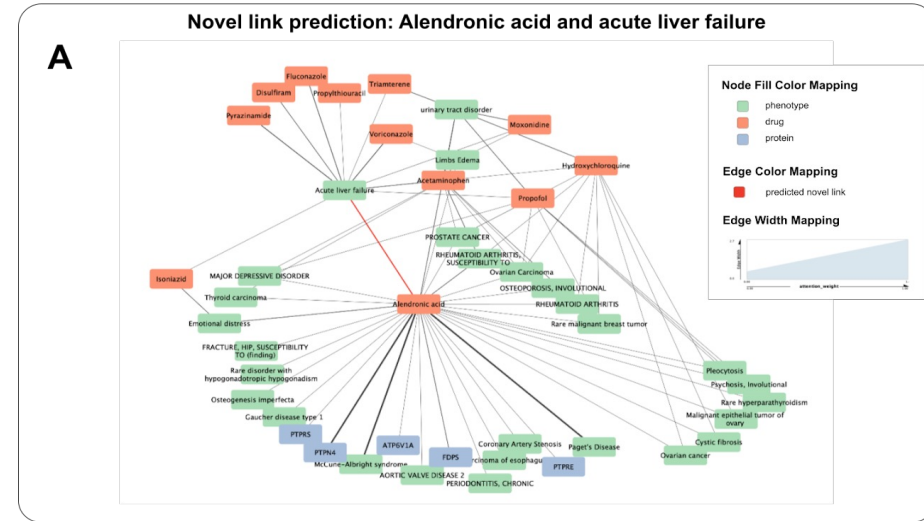 Novel link prediction: Alendronic acid and acute liver failure
A
Fluconazole
Disulfiram
Propylthiouracil
Triamterene
Pyrazinamide
urinary tract disorder
Moxonidine
Voriconazole
Limbs Edema
Hydroxychloroquine
Acetaminophen
Acute liver failure
Propofol
PROSTATE CANCER
RHEUMATOID ARTHRITIS,
SUSCEPTIBILITY TO
Ovarian Carcinoma
Isoniazid
MAJOR DEPRESSIVE DISORDER
OSTEOPOROSIS, INVOLUTIONAL
Thyroid carcinoma
Alendronic acid
RHEUMATOID ARTHRITIS
Emotional distress
Rare malignant breast tumor
FRACTURE, HIP, SUSCEPTIBILITY
TO (finding)
Rare disorder with
hypogonadotropic hypogonadism
Osteogenesis imperfecta
Gaucher disease type 1
PTPRS
PTPN4
McCune-Albright syndrome
ATP6V1A
AORTIC VALVE DISEASE 2
FDPS
PERIODONTITIS, CHRONIC
Coronary Artery Stenosis
rcinoma of esophagu
PTPRE
Paget's Disease
Pleocytosis
Psychosis, Involutional
Rare hyperparathyroidism
Malignant epithelial tumor of
ovary
Cystic fibrosis
Ovarian cancer
Node Fill Color Mapping
phenotype
drug
protein
Edge Color Mapping
predicted novel link
Edge Width Mapping
attention_weight